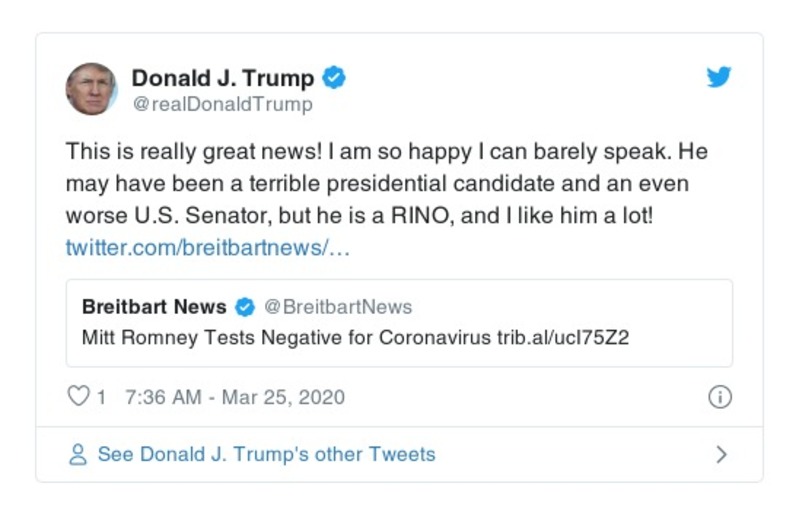 Donald J. Trump
@realDonaldTrump
This is really great news! I am so happy I can barely speak. He
may have been a terrible presidential candidate and an even
worse U.S. Senator, but he is a RINO, and I like him a lot!
twitter.com/breitbartnews/…
Breitbart News @BreitbartNews
Mitt Romney Tests Negative for Coronavirus trib.al/ucI75Z2
1 7:36 AM - Mar 25, 2020
See Donald J. Trump's other Tweets